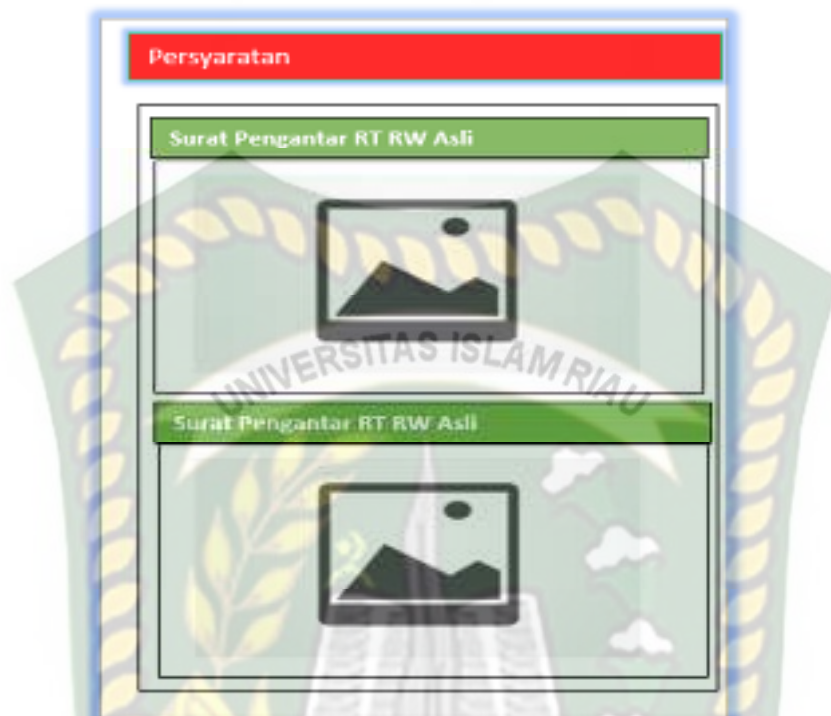 Persyaratan
Surat Pengantar RT RW Asli
UNIVERSITAS ISLAM RIAU
Surat Pengantar RT RW Asli